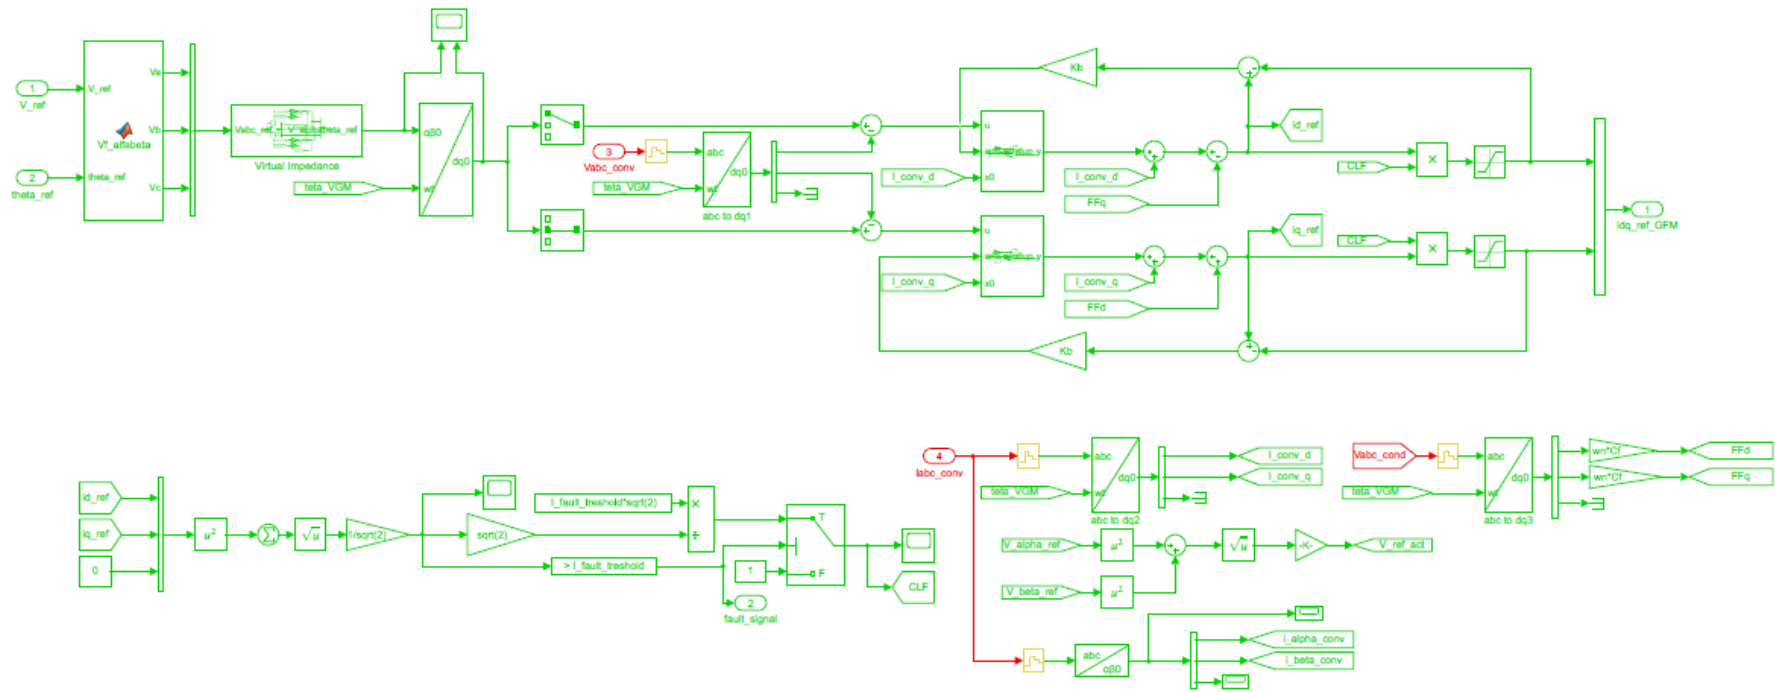 1
V_ref
2
theta_ref
V_ref
theta_ref
Va
Vb
Vc
Vf_alfabeta
Virtual Impedance
teta_VGM
αβ0
wt
dq0
3
Vabc_conv
teta_VGM
abc
wt
dq0
abc to dq1
Kb
u
x0
I_conv_d
I_conv_d
FFq
id_ref
CLF
×
u
x0
I_conv_q
I_conv_q
FFd
iq_ref
CLF
×
Kb
1
idq_ref_GFM
id_ref
iq_ref
0
u²
Σ
√u
1/sqrt(2)
sqrt(2)
I_fault_treshold*sqrt(2)
> I_fault_treshold
×
÷
1
T
F
2
fault_signal
CLF
4
Iabc_conv
teta_VGM
abc
wt
dq0
abc to dq2
I_conv_d
I_conv_q
Vabc_cond
teta_VGM
abc
wt
dq0
abc to dq3
wn*Cf
wn*Cf
FFd
FFq
V_alpha_ref
u²
√u
-K-
V_ref_act
V_beta_ref
u²
abc
αβ0
i_alpha_conv
i_beta_conv